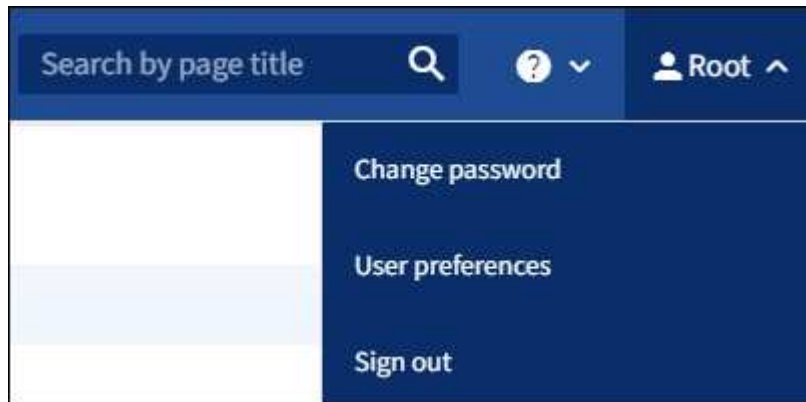 Search by page title
? Root
Change password
User preferences
Sign out